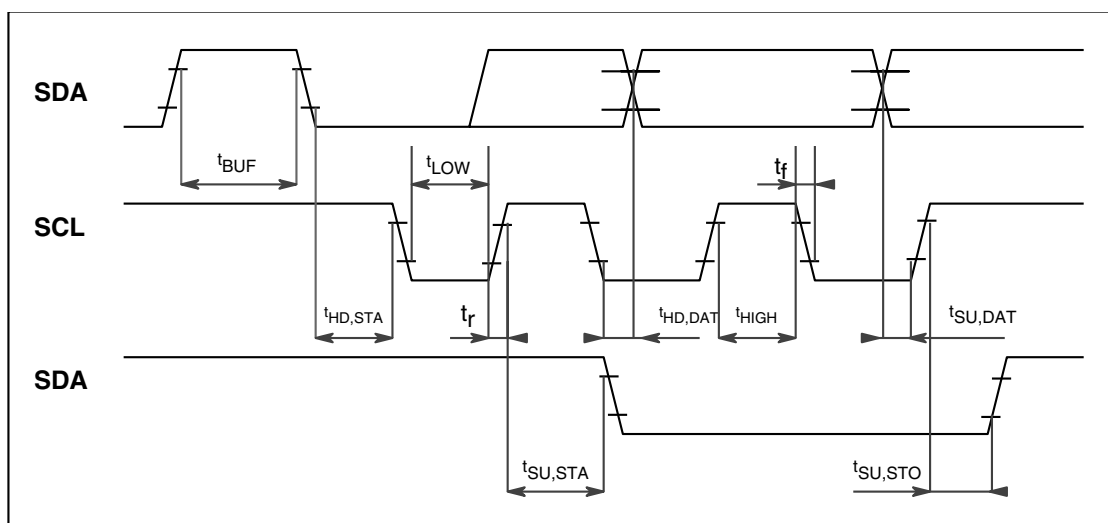 SDA
tBUF
tLOW
tf
SCL
tHD,STA
tr
tHD,DAT
tHIGH
tSU,DAT
SDA
tSU,STA
tSU,STO